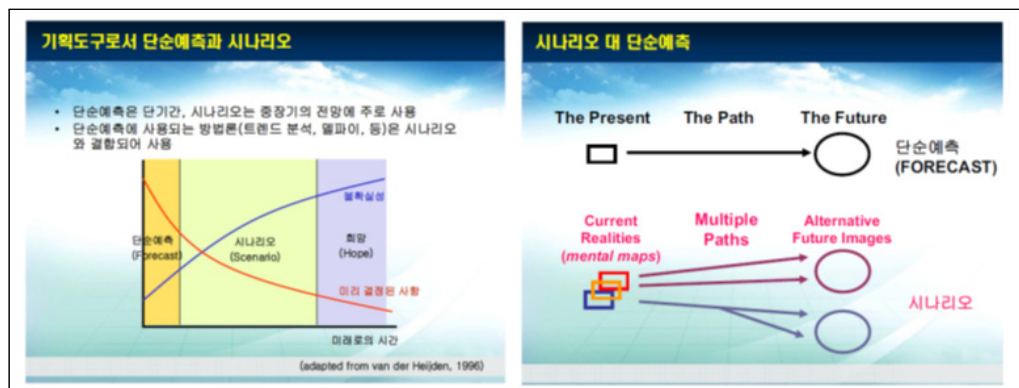 기획도구로서 단순예측과 시나리오
• 단순예측은 단기간, 시나리오는 중장기의 전망에 주로 사용
• 단순예측에 사용되는 방법론(트렌드 분석, 델파이, 등)은 시나리오
와 결합되어 사용
불확실성
단순예측
(Forecast)
시나리오
(Scenario)
희망
(Hope)
미리 결정된 사항
미래로의 시간
(adapted from van der Heijden, 1996)
시나리오 대 단순예측
The Present The Path The Future
단순예측
(FORECAST)
Current
Realities
(mental maps)
Multiple
Paths
Alternative
Future Images
시나리오